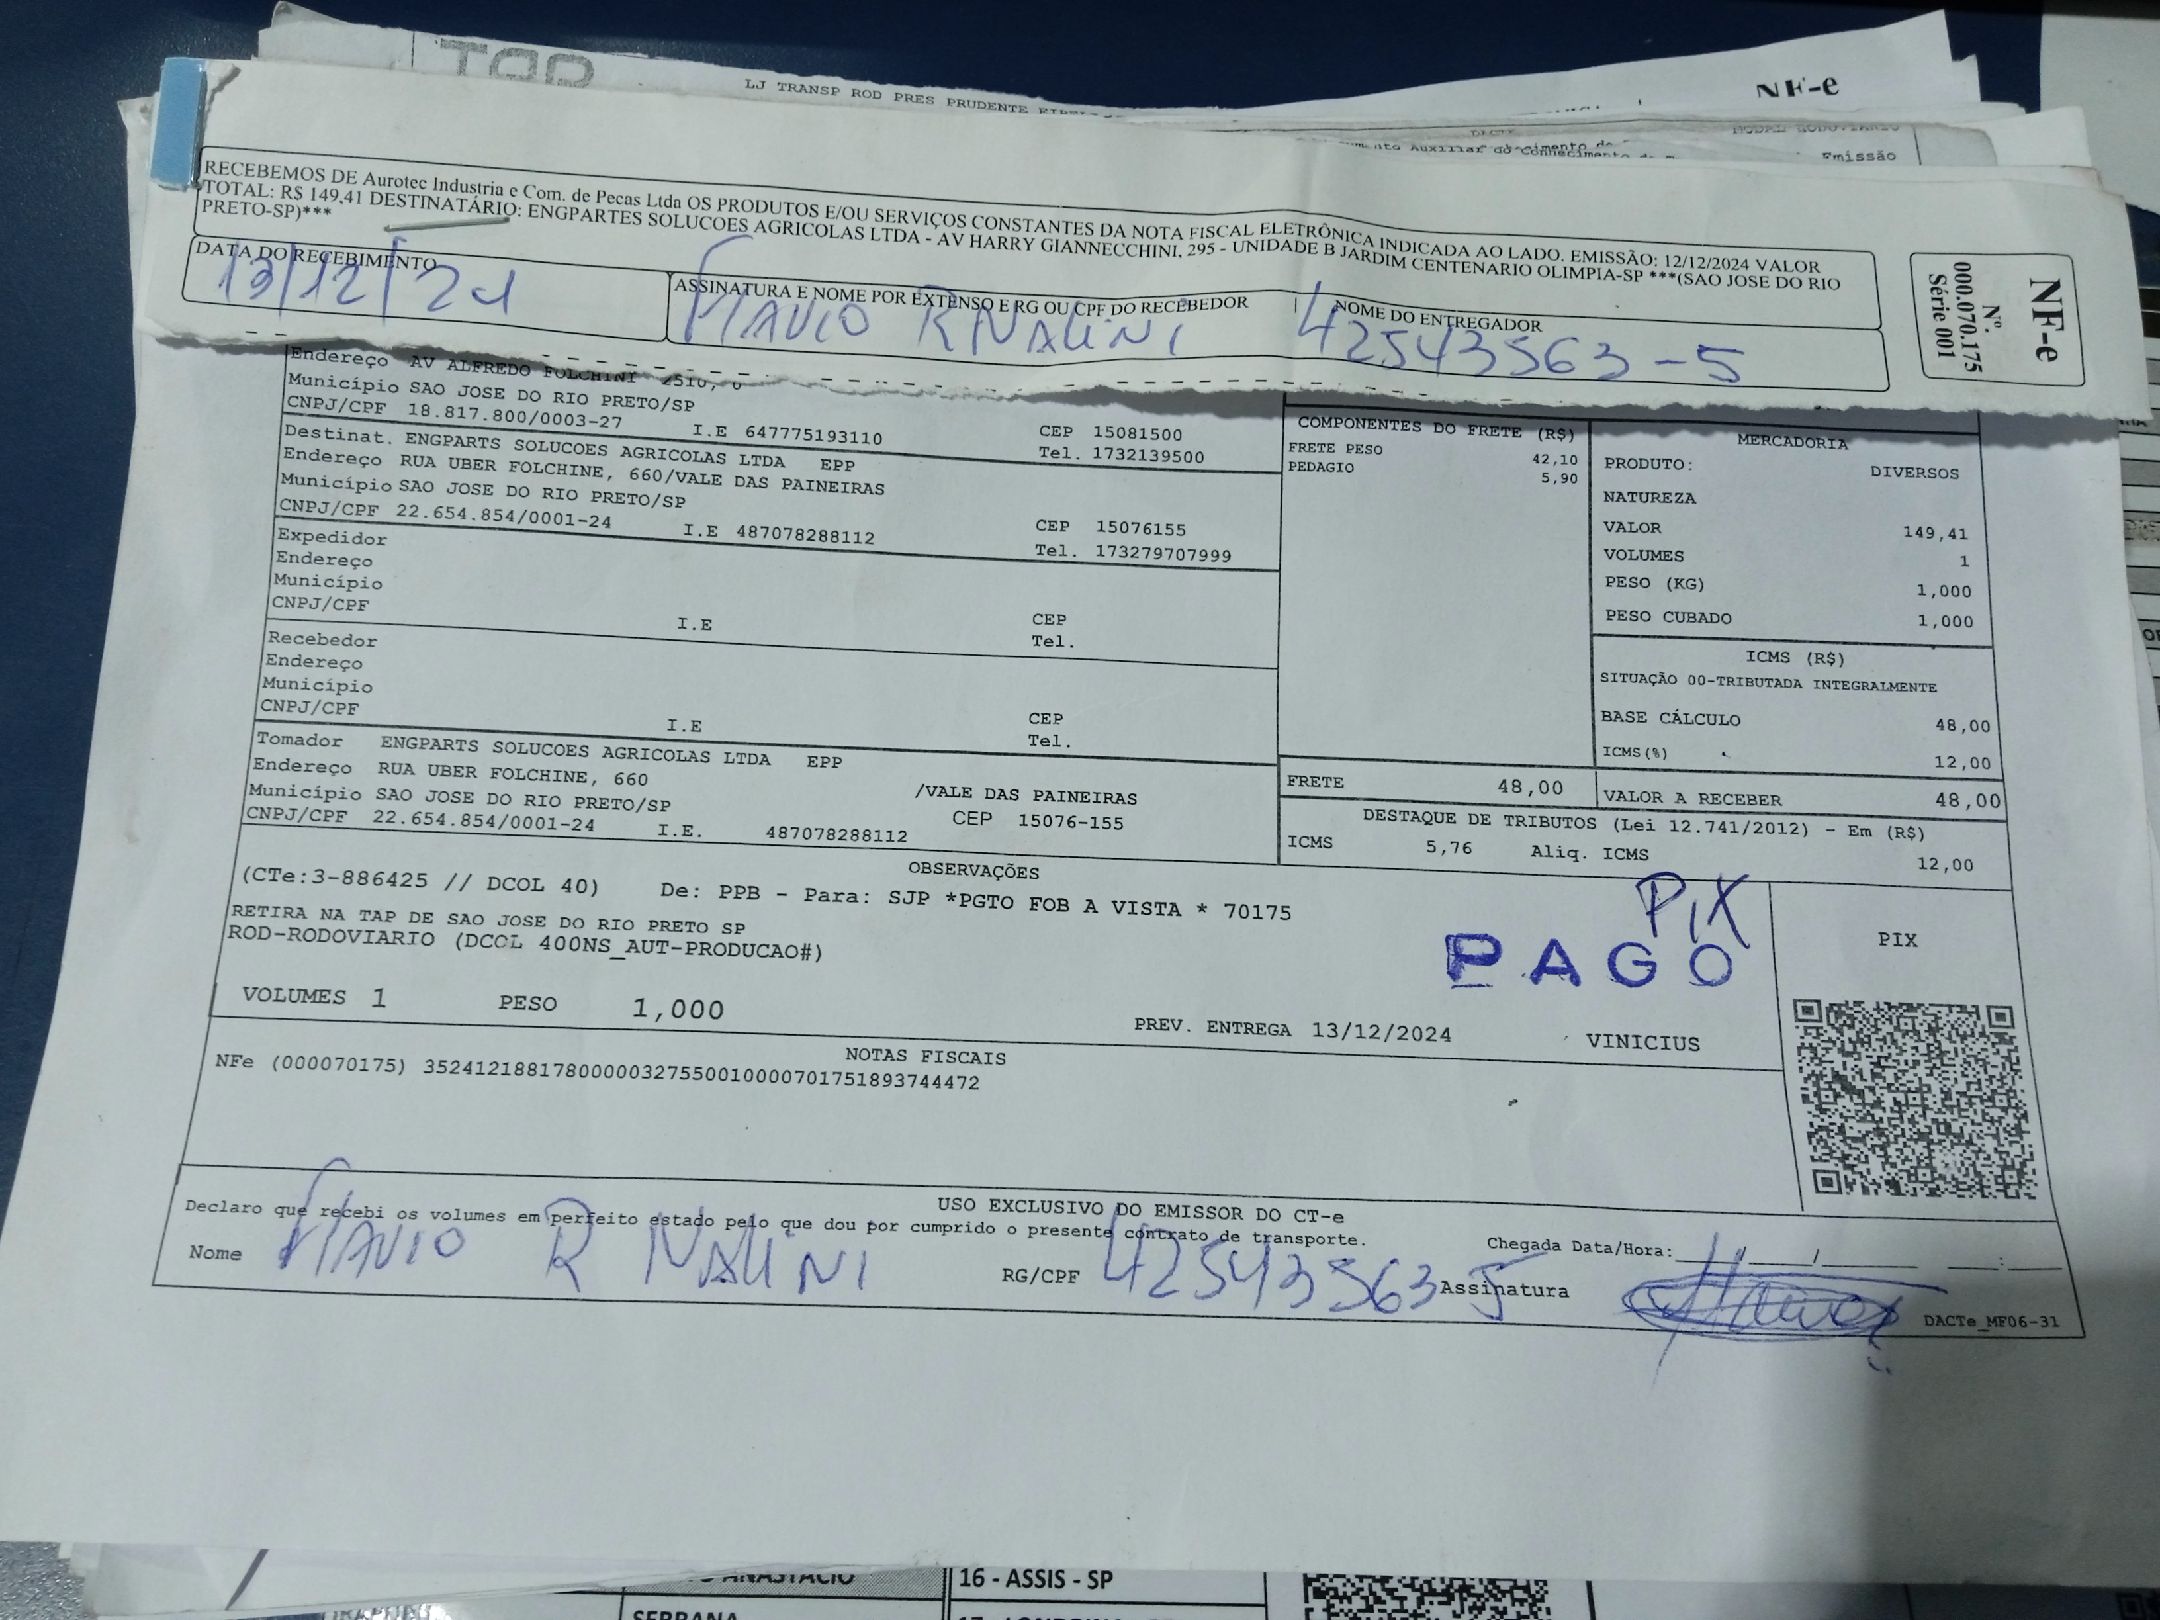 TAP
LJ TRANSP ROD PRES PRUDENTE
NF-e
Emissão
RECEBEMOS DE Aurotec Industria e Com. de Pecas Ltda OS PRODUTOS E/OU SERVIÇOS CONSTANTES DA NOTA FISCAL ELETRÔNICA INDICADA AO LADO. EMISSÃO: 12/12/2024 VALOR
TOTAL: R$ 149,41 DESTINATÁRIO: ENGPARTES SOLUCOES AGRICOLAS LTDA - AV HARRY GIANNECCHINI, 295 - UNIDADE B JARDIM CENTENARIO OLIMPIA-SP ***(SAO JOSE DO RIO
PRETO-SP)***
DATA DO RECEBIMENTO
13/12/24
ASSINATURA E NOME POR EXTENSO E RG OU CPF DO RECEBEDOR
NOME DO ENTREGADOR
FLAVIO R NALINI 42543563-5
NF-e
Nº.
000.070.175
Série 001
Endereço AV ALFREDO FOLCHINI
Município SAO JOSE DO RIO PRETO/SP
CNPJ/CPF 18.817.800/0003-27 I.E 647775193110 CEP 15081500
Tel. 1732139500
Destinat. ENGPARTS SOLUCOES AGRICOLAS LTDA EPP
Endereço RUA UBER FOLCHINE, 660/VALE DAS PAINEIRAS
Município SAO JOSE DO RIO PRETO/SP
CNPJ/CPF 22.654.854/0001-24 I.E 487078288112 CEP 15076155
Tel. 173279707999
Expedidor
Endereço
Município
CNPJ/CPF I.E CEP
Tel.
Recebedor
Endereço
Município
CNPJ/CPF I.E CEP
Tel.
Tomador ENGPARTS SOLUCOES AGRICOLAS LTDA EPP
Endereço RUA UBER FOLCHINE, 660 /VALE DAS PAINEIRAS
Município SAO JOSE DO RIO PRETO/SP CEP 15076-155
CNPJ/CPF 22.654.854/0001-24 I.E. 487078288112
COMPONENTES DO FRETE (R$)
FRETE PESO 42,10
PEDAGIO 5,90
MERCADORIA
PRODUTO: DIVERSOS
NATUREZA
VALOR 149,41
VOLUMES 1
PESO (KG) 1,000
PESO CUBADO 1,000
ICMS (R$)
SITUAÇÃO 00-TRIBUTADA INTEGRALMENTE
BASE CÁLCULO 48,00
ICMS(%) 12,00
FRETE 48,00 VALOR A RECEBER 48,00
DESTAQUE DE TRIBUTOS (Lei 12.741/2012) - Em (R$)
ICMS 5,76 Aliq. ICMS 12,00
OBSERVAÇÕES
(CTe:3-886425 // DCOL 40) De: PPB - Para: SJP *PGTO FOB A VISTA * 70175
RETIRA NA TAP DE SAO JOSE DO RIO PRETO SP
ROD-RODOVIARIO (DCOL 400NS_AUT-PRODUCAO#)
PIX
PAGO
PIX
VOLUMES 1 PESO 1,000 PREV. ENTREGA 13/12/2024 VINICIUS
NOTAS FISCAIS
NFe (000070175) 35241218817800000327550010000701751893744472
USO EXCLUSIVO DO EMISSOR DO CT-e
Declaro que recebi os volumes em perfeito estado pelo que dou por cumprido o presente contrato de transporte.
Chegada Data/Hora:___/___/______ ___:___
Nome FLAVIO R NALINI RG/CPF 42543563 5 Assinatura
DACTe_MF06-31
16 - ASSIS - SP
SERRANA